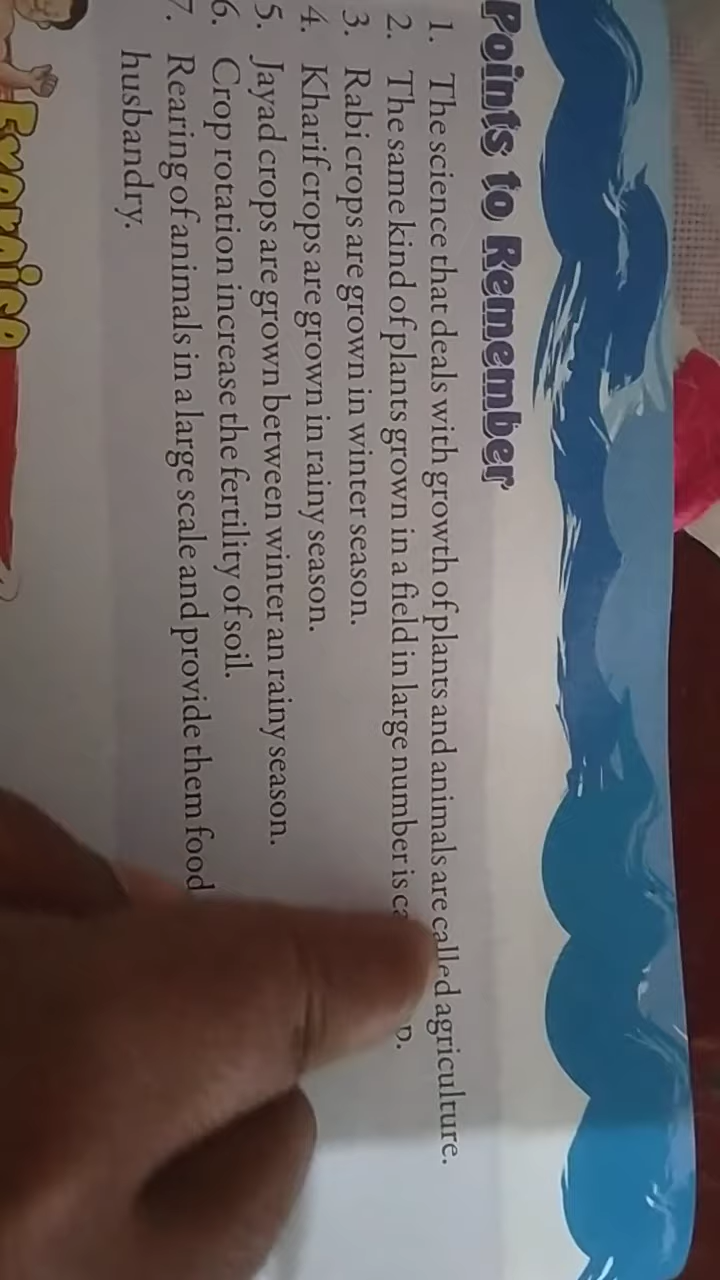 Points to Remember
1. The science that deals with growth of plants and animals are called agriculture.
2. The same kind of plants grown in a field in large number is
3. Rabi crops are grown in winter season.
4. Kharif crops are grown in rainy season.
5. Jayad crops are grown between winter an rainy season.
6. Crop rotation increase the fertility of soil.
7. Rearing of animals in a large scale and provide them food
husbandry.
Exercise